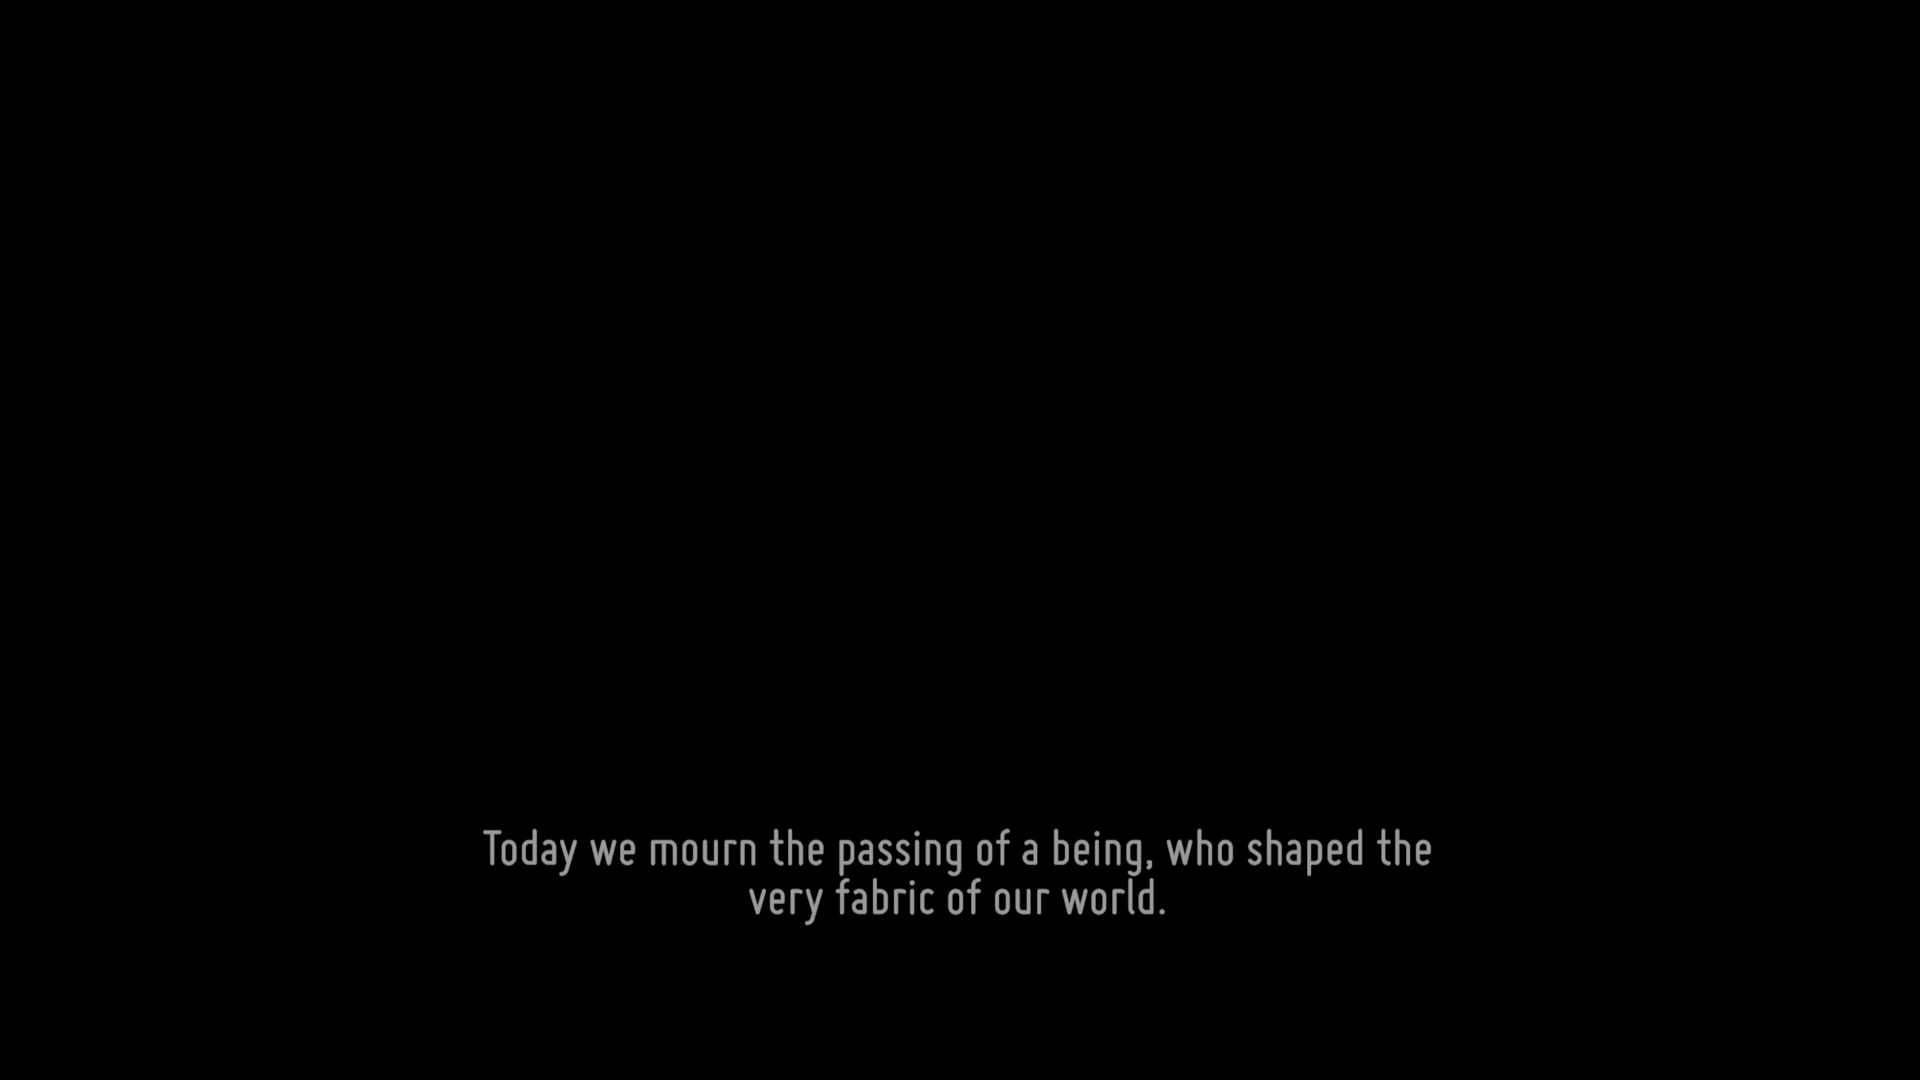 Today we mourn the passing of a being, who shaped the
very fabric of our world.